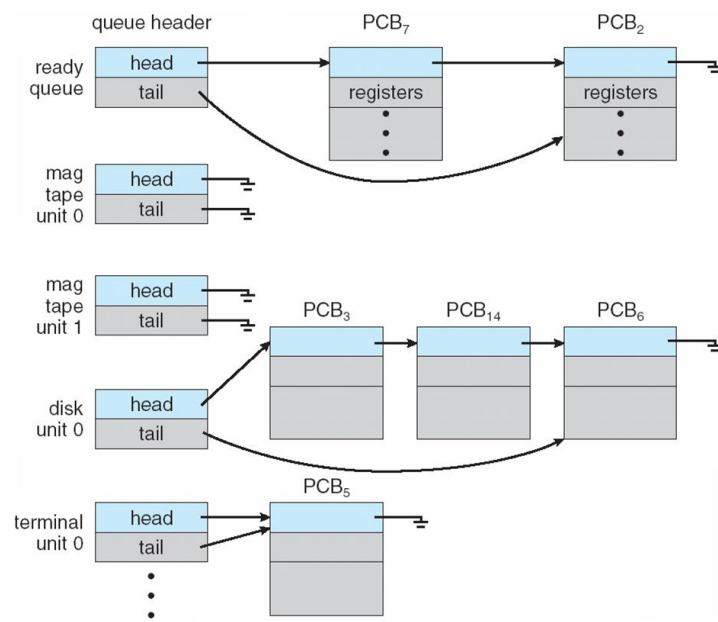 queue header
PCB₇
PCB₂
ready
queue
head
tail
registers
registers
mag
tape
unit 0
head
tail
mag
tape
unit 1
head
tail
PCB₃
PCB₁₄
PCB₆
disk
unit 0
head
tail
PCB₅
terminal
unit 0
head
tail